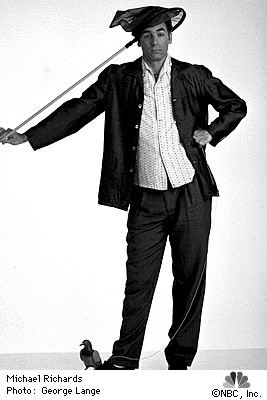 Michael Richards
Photo: George Lange
©NBC, Inc.